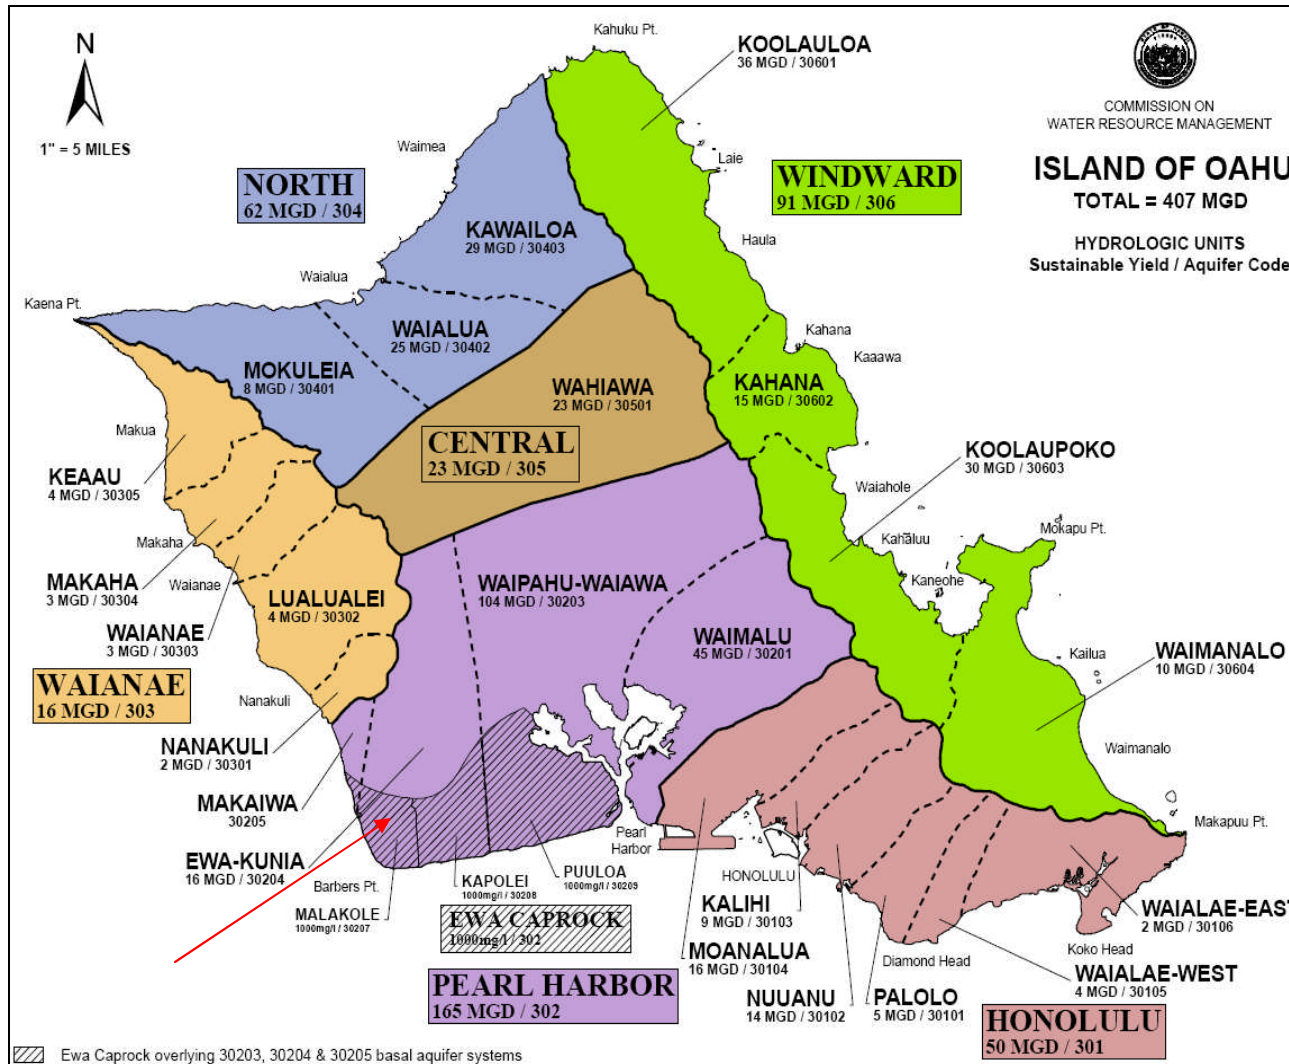 N
1" = 5 MILES
Kahuku Pt.
KOOLAULOA
36 MGD / 30601
COMMISSION ON
WATER RESOURCE MANAGEMENT
ISLAND OF OAHU
TOTAL = 407 MGD
HYDROLOGIC UNITS
Sustainable Yield / Aquifer Code
Waimea
Laie
NORTH
62 MGD / 304
WINDWARD
91 MGD / 306
KAWAILOA
29 MGD / 30403
Haula
Waialua
Kaena Pt.
WAIALUA
25 MGD / 30402
Kahana
Kaaawa
MOKULEIA
8 MGD / 30401
WAHIAWA
23 MGD / 30501
KAHANA
15 MGD / 30602
Makua
CENTRAL
23 MGD / 305
KOOLAUPOKO
30 MGD / 30603
KEAAU
4 MGD / 30305
Waiahole
Mokapu Pt.
Makaha
Kahaluu
MAKAHA
3 MGD / 30304
Waianae
Kaneohe
WAIPAHU-WAIAWA
104 MGD / 30203
LUALUALEI
4 MGD / 30302
WAIANAE
3 MGD / 30303
WAIMALU
45 MGD / 30201
Kailua
WAIMANALO
10 MGD / 30604
WAIANAE
16 MGD / 303
Nanakuli
NANAKULI
2 MGD / 30301
Waimanalo
MAKAIWA
30205
Makapuu Pt.
Pearl
Harbor
EWA-KUNIA
16 MGD / 30204
Barbers Pt.
KAPOLEI
1000mg/l / 30208
PUULOA
1000mg/l / 30209
HONOLULU
MALAKOLE
1000mg/l / 30207
EWA CAPROCK
1000mg/l / 302
KALIHI
9 MGD / 30103
WAIALAE-EAST
2 MGD / 30106
MOANALUA
16 MGD / 30104
Diamond Head
Koko Head
WAIALAE-WEST
4 MGD / 30105
PEARL HARBOR
165 MGD / 302
NUUANU
14 MGD / 30102
PALOLO
5 MGD / 30101
HONOLULU
50 MGD / 301
Ewa Caprock overlying 30203, 30204 & 30205 basal aquifer systems